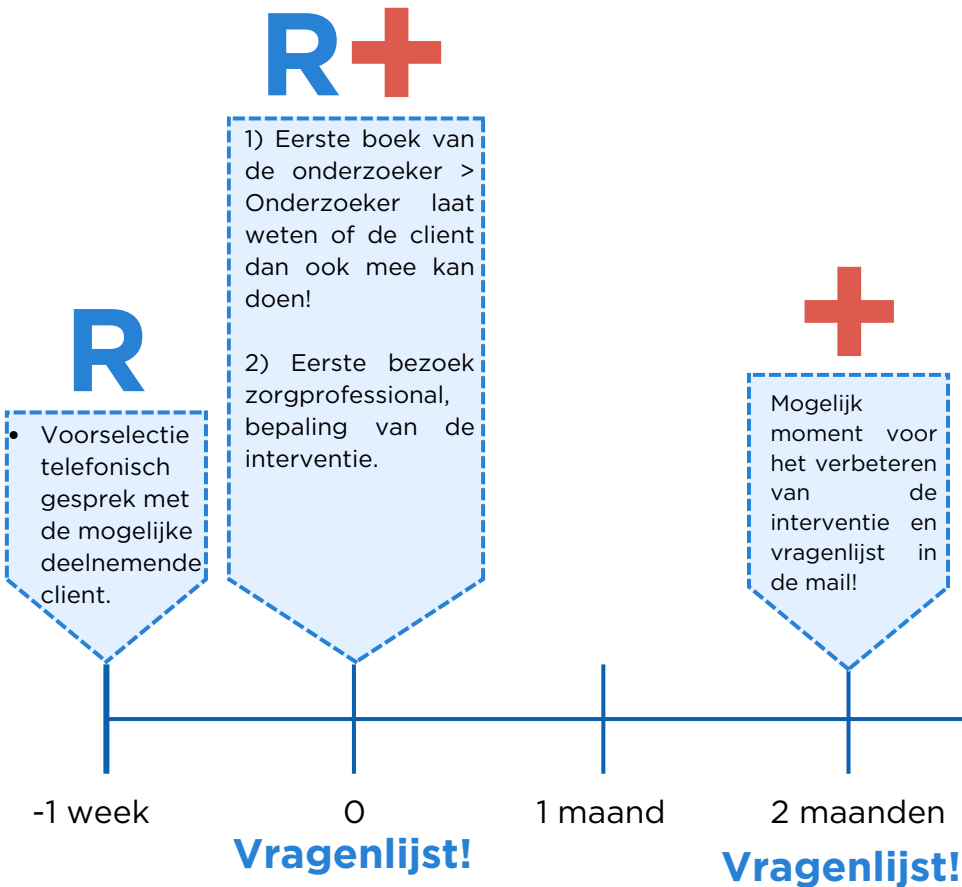 R+
1) Eerste boek van
de onderzoeker >
Onderzoeker laat
weten of de client
dan ook mee kan
doen!
2) Eerste bezoek
zorgprofessional,
bepaling van de
interventie.
R
• Voorselectie
telefonisch
gesprek met
de mogelijke
deelnemende
client.
+
Mogelijk
moment voor
het verbeteren
van de
interventie en
vragenlijst in
de mail!
-1 week
0
1 maand
2 maanden
Vragenlijst!
Vragenlijst!